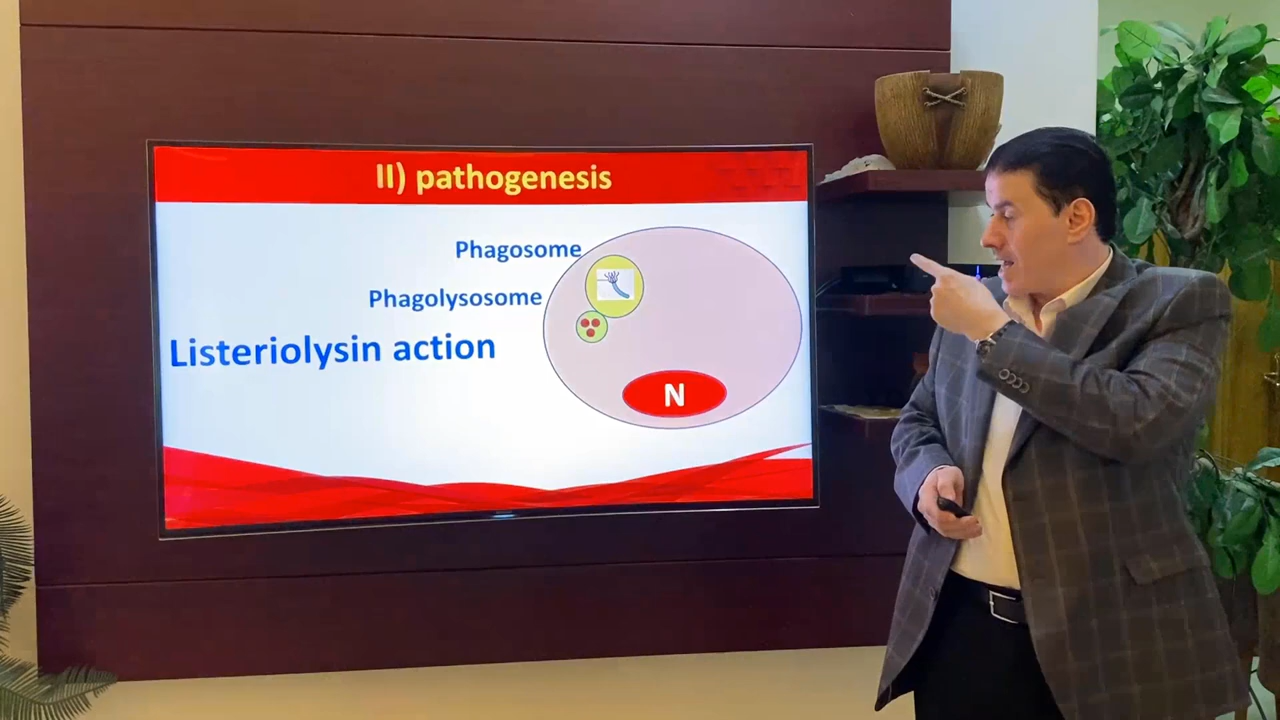 II) pathogenesis
Phagosome
Phagolysosome
Listeriolysin action
N